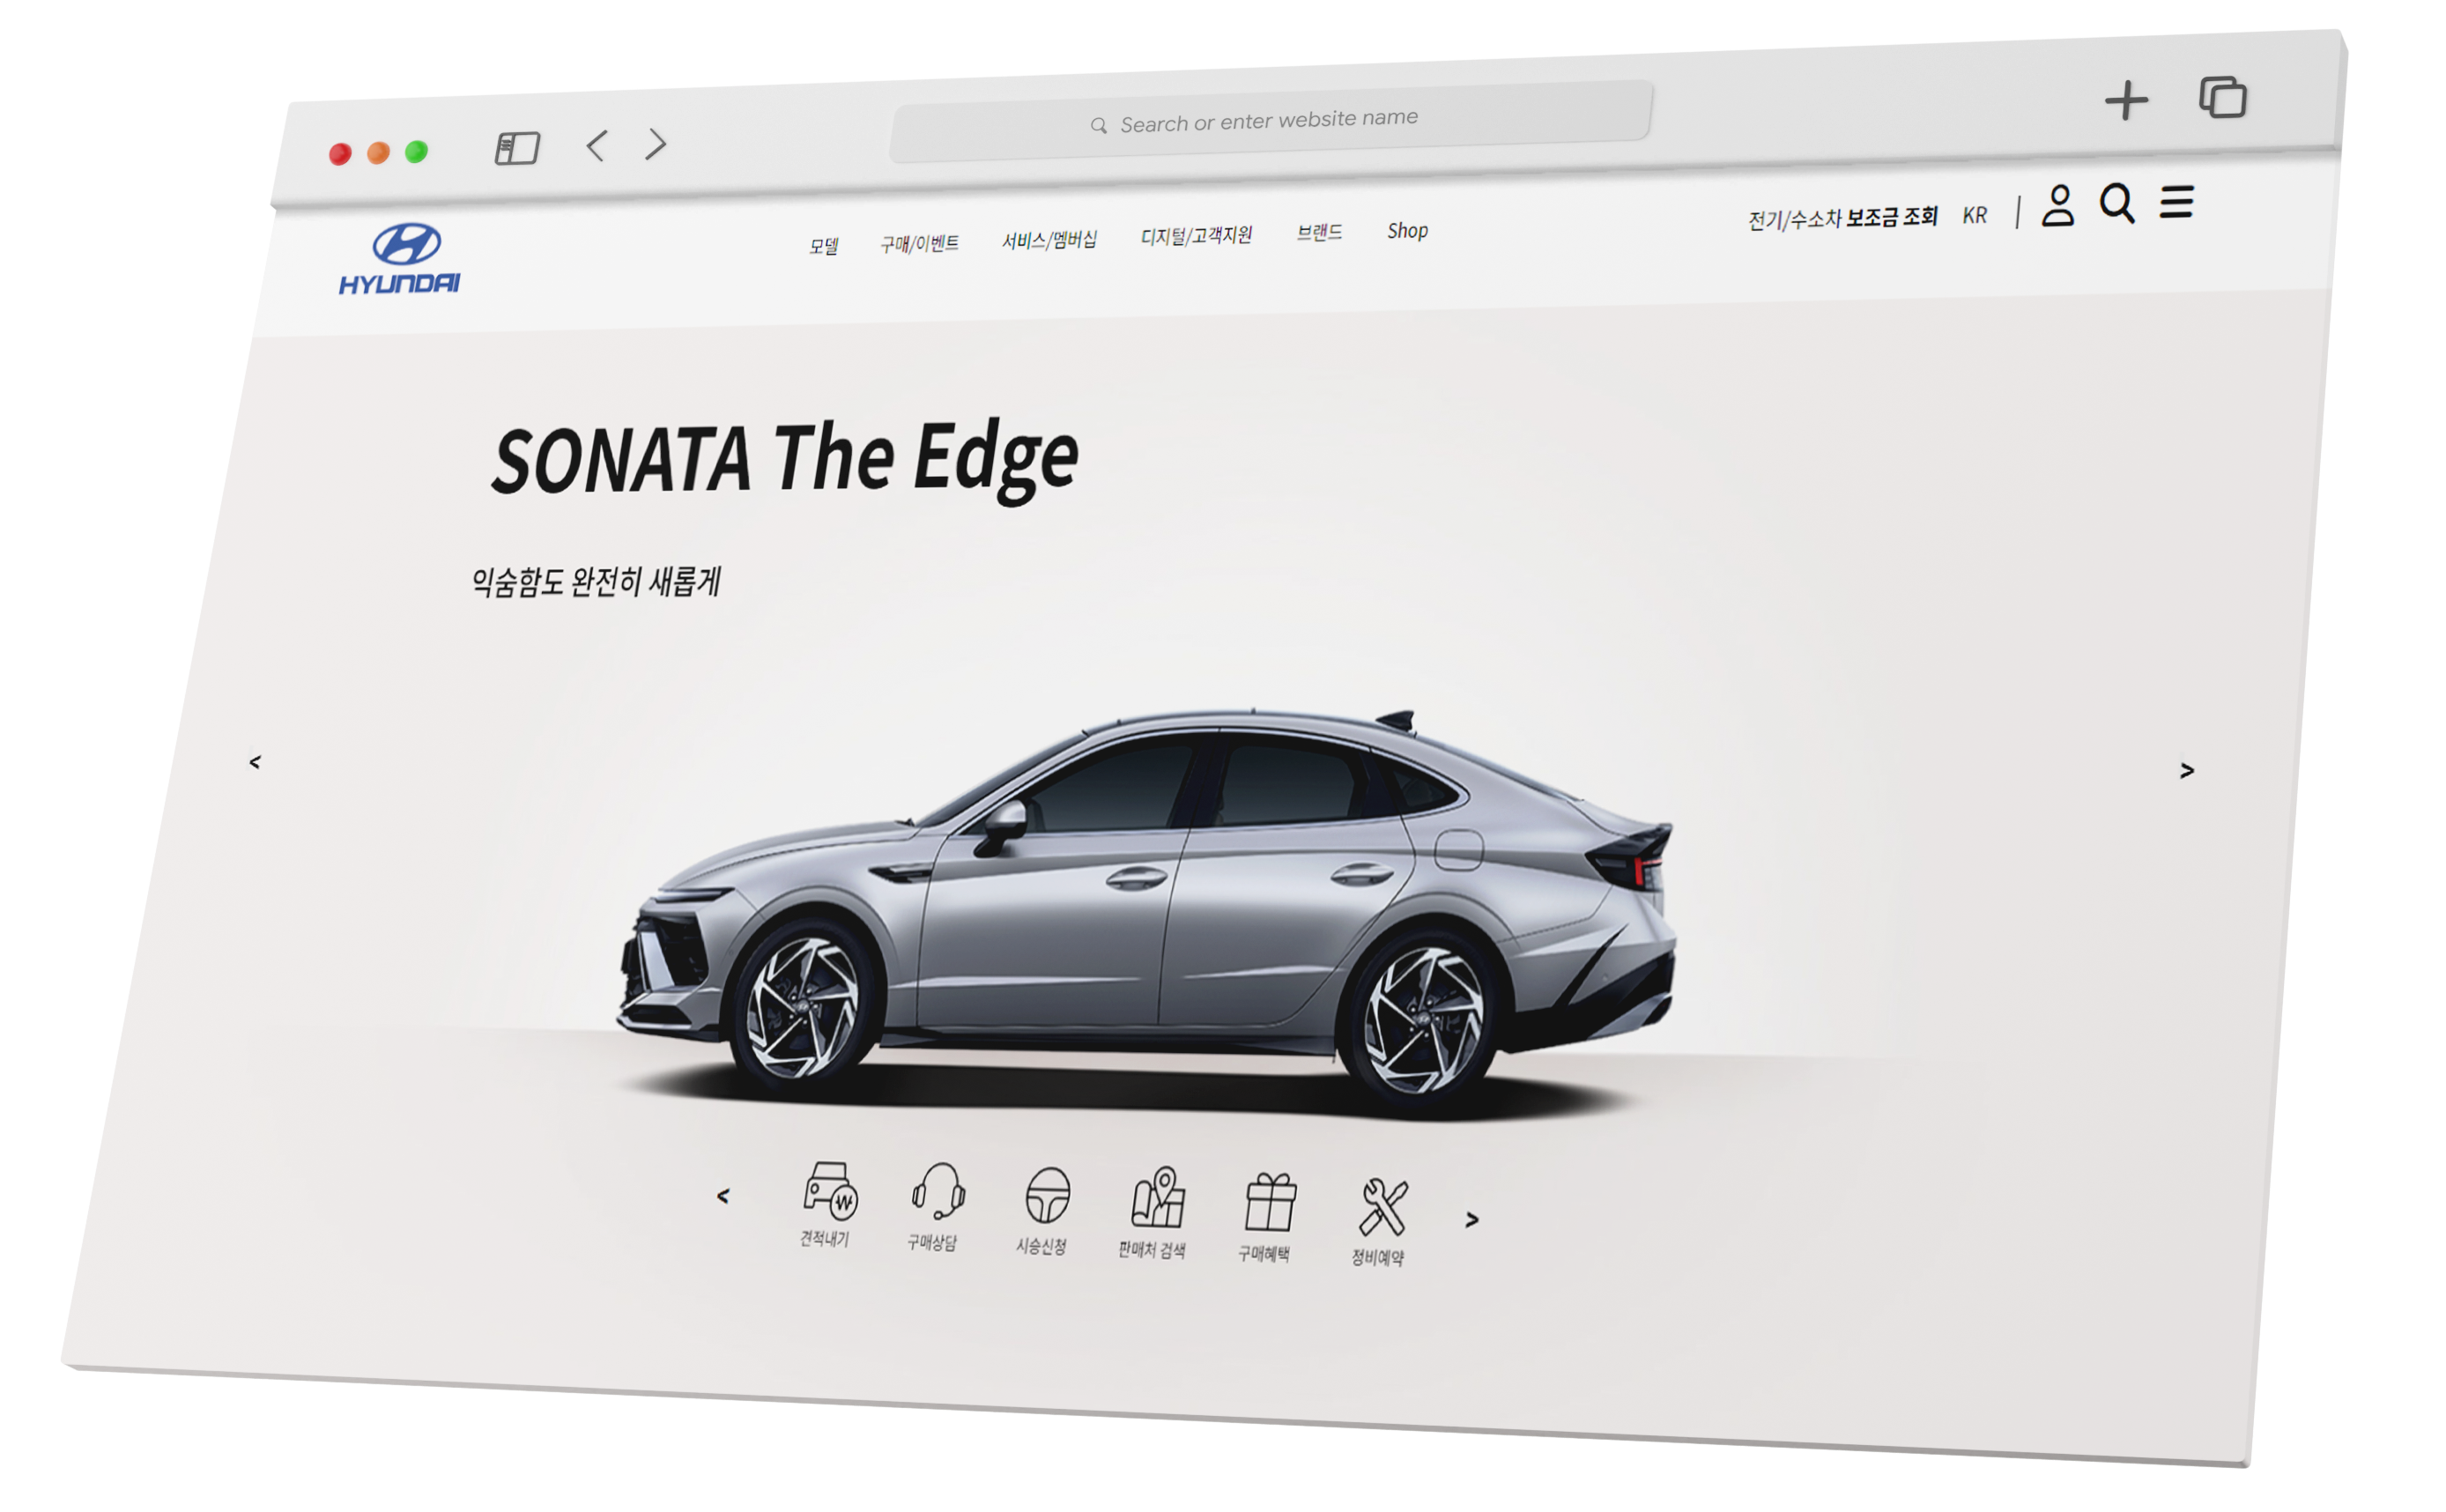 Search or enter website name
HYUNDAI
모델 구매/이벤트 서비스/멤버십 디지털/고객지원 브랜드 Shop
전기/수소차 보조금 조회 KR
SONATA The Edge
익숨함도 완전히 새롭게
< >
< >
견적내기 구매상담 시승신청 판매처 검색 구매혜택 정비예약